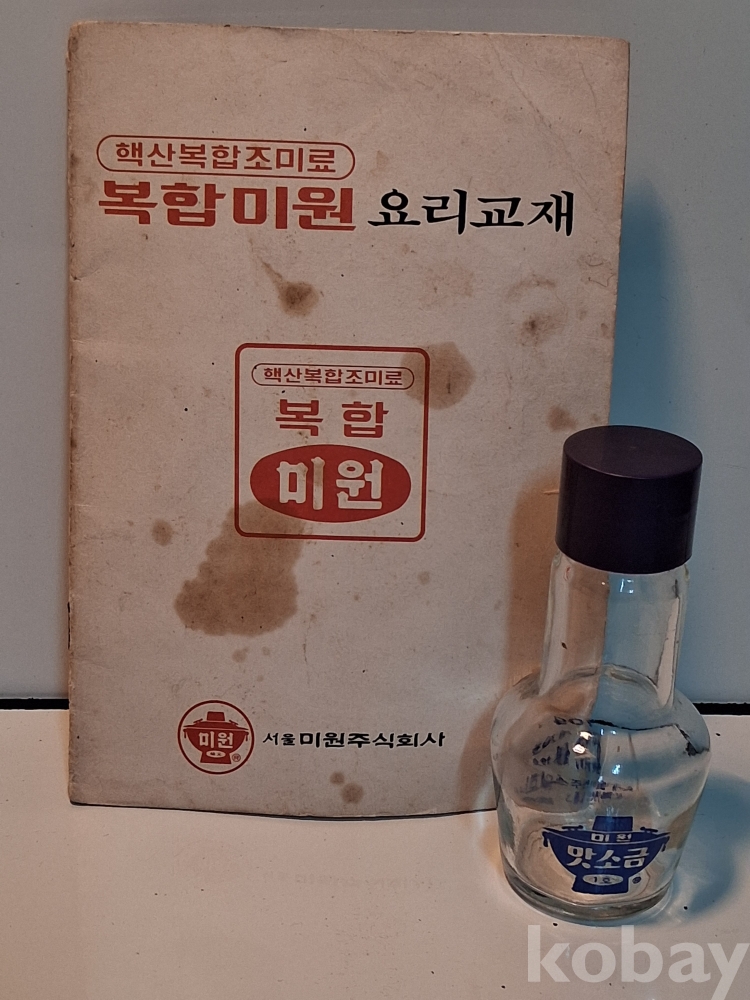 핵산복합조미료
복합미원 요리교재
핵산복합조미료
복합
미원
미원
서울미원주식회사
미원
맛소금
kobay